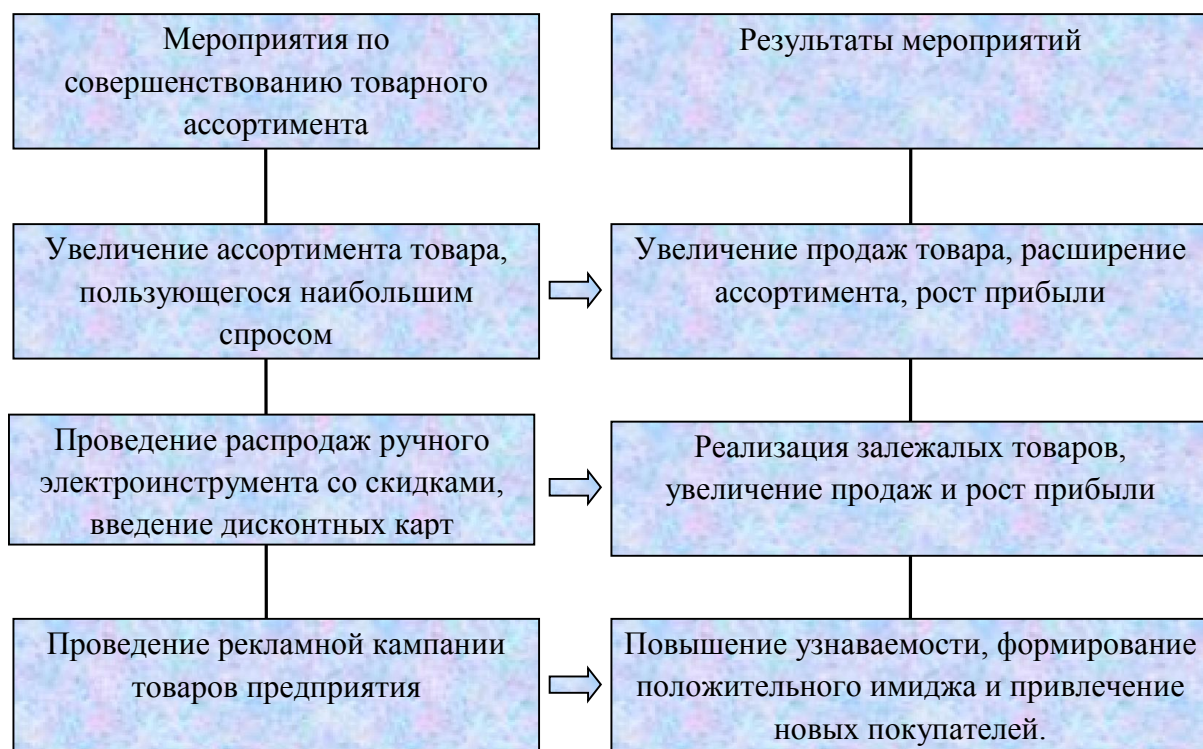 Мероприятия по
совершенствованию товарного
ассортимента
Результаты мероприятий
Увеличение ассортимента товара,
пользующегося наибольшим
спросом
Увеличение продаж товара, расширение
ассортимента, рост прибыли
Проведение распродаж ручного
электроинструмента со скидками,
введение дисконтных карт
Реализация залежалых товаров,
увеличение продаж и рост прибыли
Проведение рекламной кампании
товаров предприятия
Повышение узнаваемости, формирование
положительного имиджа и привлечение
новых покупателей.